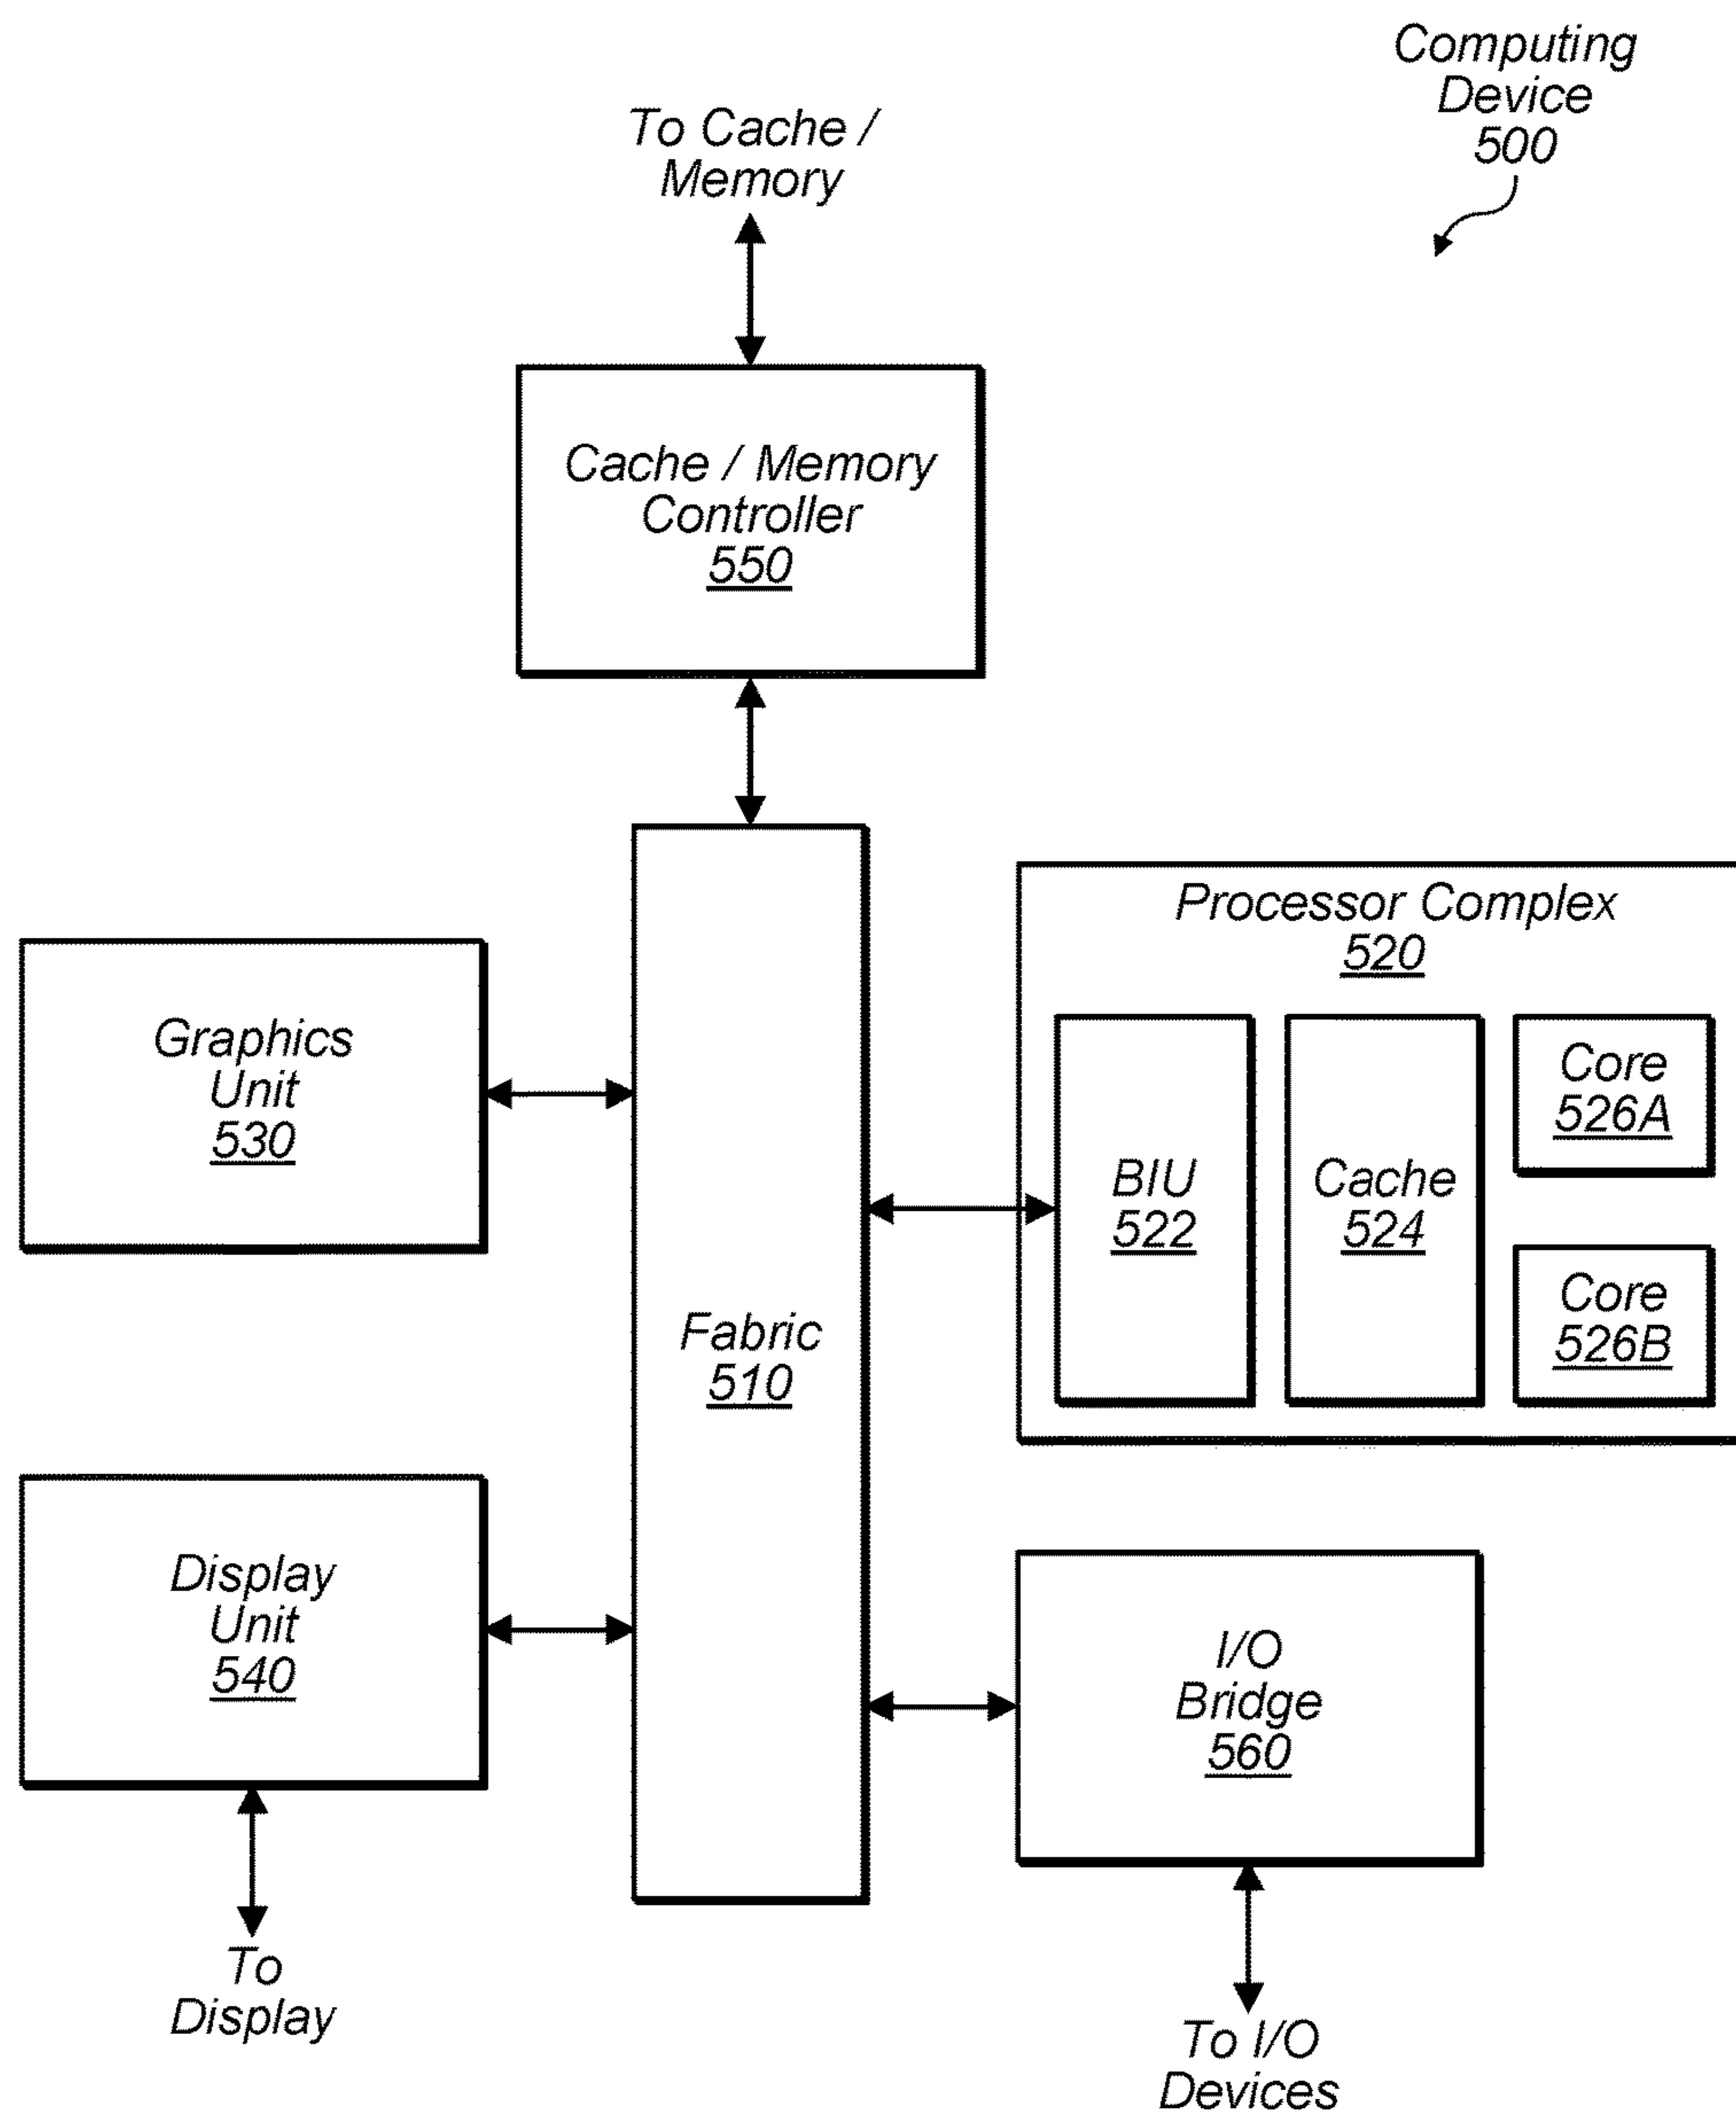 Computing
Device
500
To Cache /
Memory
Cache / Memory
Controller
550
Processor Complex
520
Graphics
Unit
530
BIU
522
Cache
524
Core
526A
Core
526B
Fabric
510
Display
Unit
540
I/O
Bridge
560
To
Display
To I/O
Devices